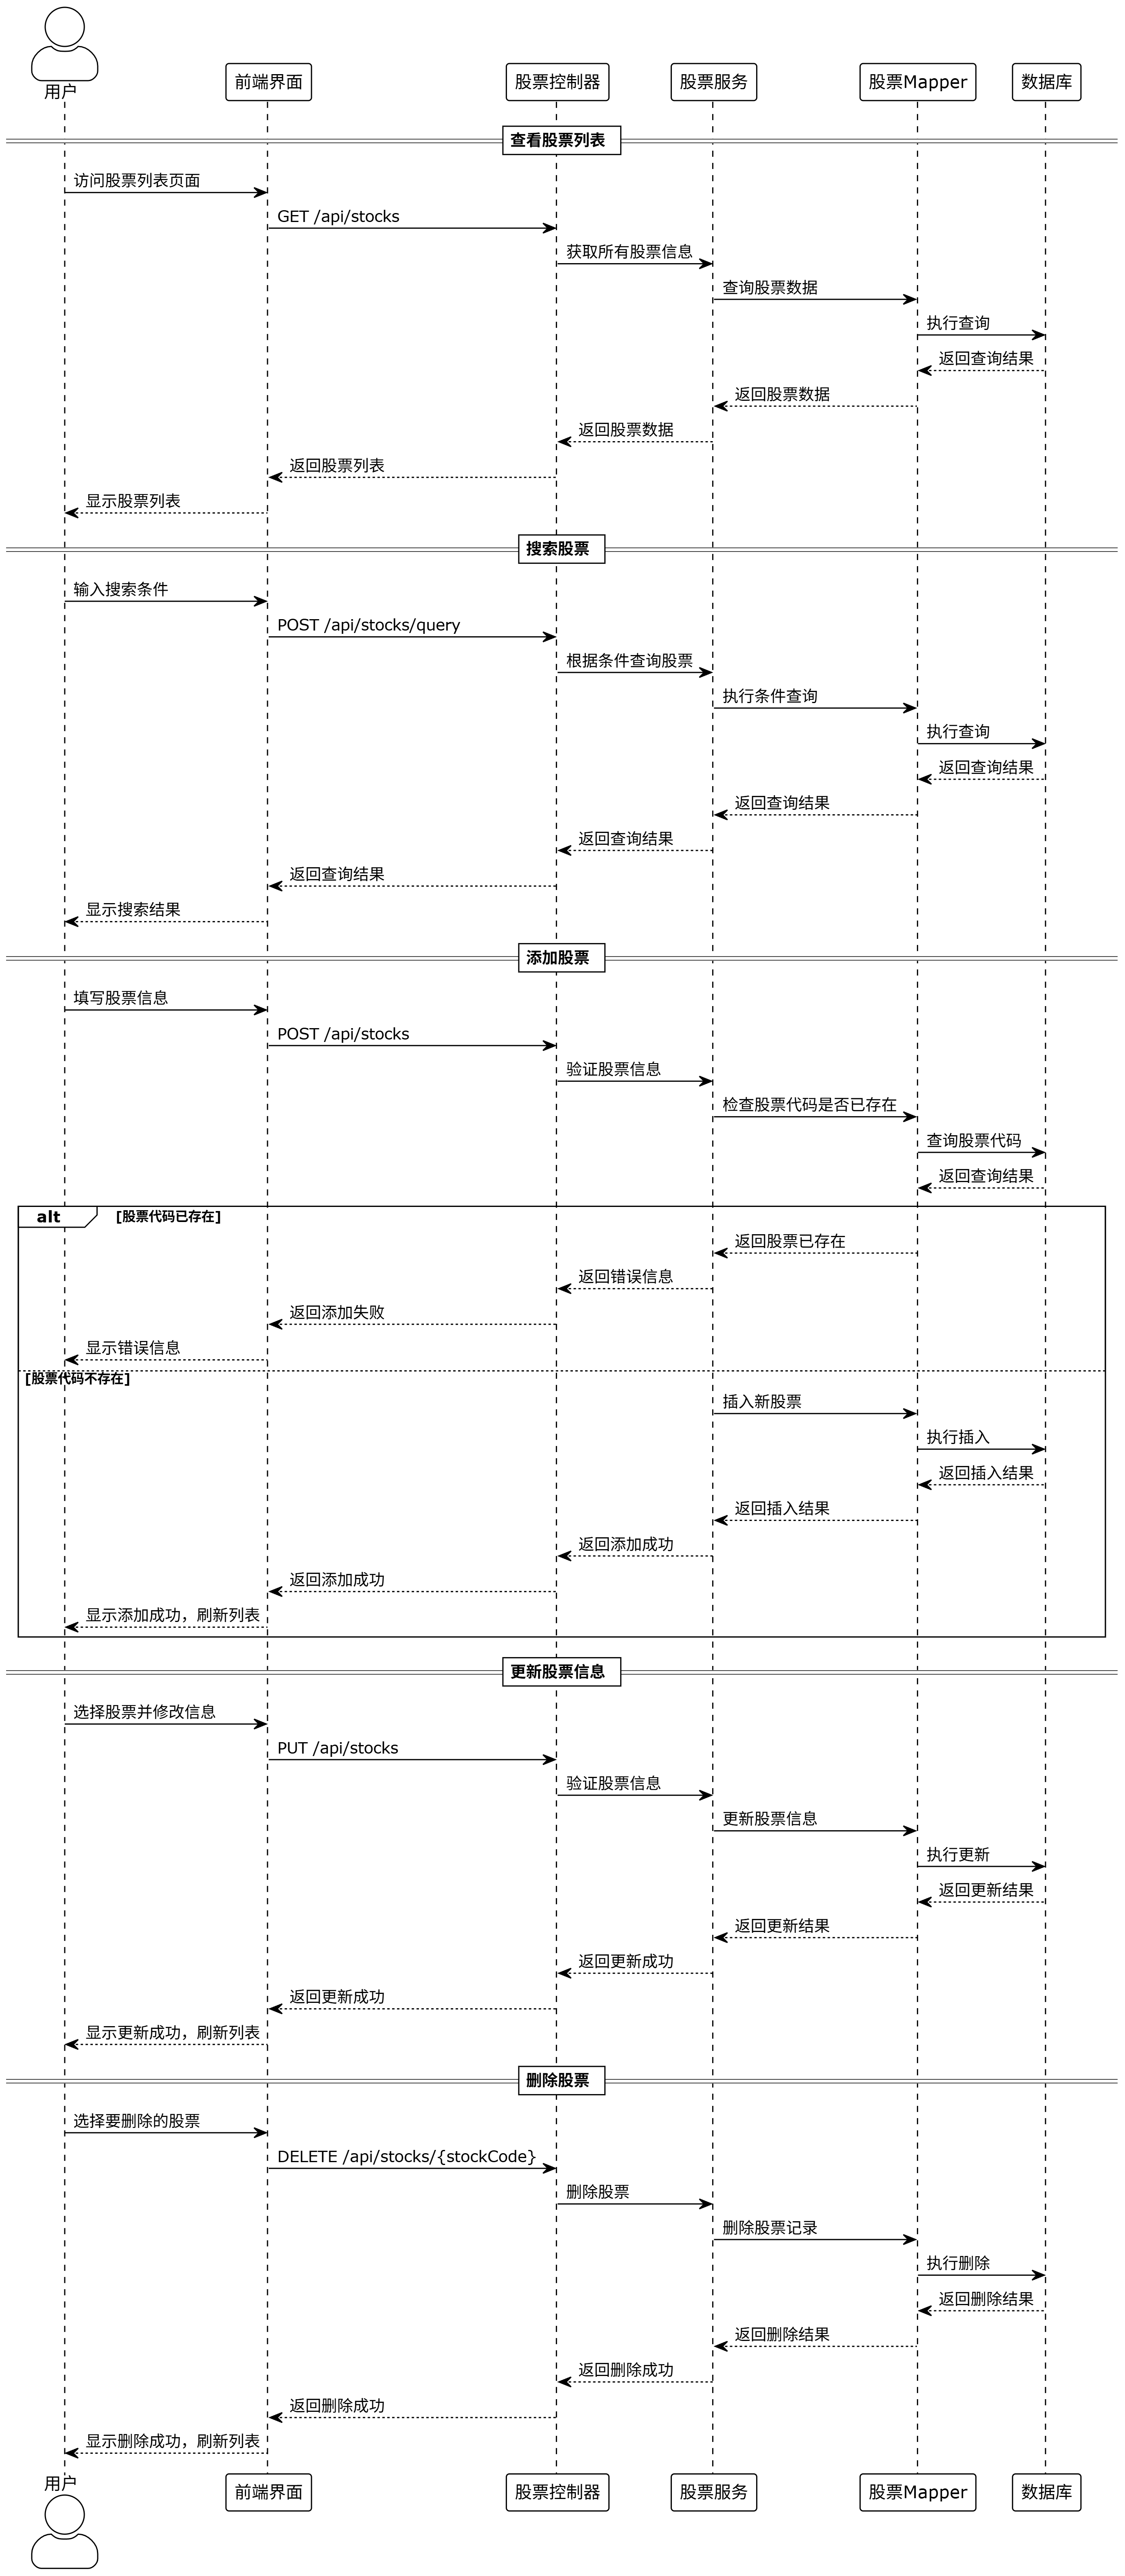 用户
前端界面
股票控制器
股票服务
股票Mapper
数据库
查看股票列表
访问股票列表页面
GET /api/stocks
获取所有股票信息
查询股票数据
执行查询
返回查询结果
返回股票数据
返回股票数据
返回股票列表
显示股票列表
搜索股票
输入搜索条件
POST /api/stocks/query
根据条件查询股票
执行条件查询
执行查询
返回查询结果
返回查询结果
返回查询结果
返回查询结果
显示搜索结果
添加股票
填写股票信息
POST /api/stocks
验证股票信息
检查股票代码是否已存在
查询股票代码
返回查询结果
alt [股票代码已存在]
返回股票已存在
返回错误信息
返回添加失败
显示错误信息
[股票代码不存在]
插入新股票
执行插入
返回插入结果
返回插入结果
返回添加成功
返回添加成功
显示添加成功，刷新列表
更新股票信息
选择股票并修改信息
PUT /api/stocks
验证股票信息
更新股票信息
执行更新
返回更新结果
返回更新结果
返回更新成功
返回更新成功
显示更新成功，刷新列表
删除股票
选择要删除的股票
DELETE /api/stocks/{stockCode}
删除股票
删除股票记录
执行删除
返回删除结果
返回删除结果
返回删除成功
返回删除成功
显示删除成功，刷新列表
用户
前端界面
股票控制器
股票服务
股票Mapper
数据库